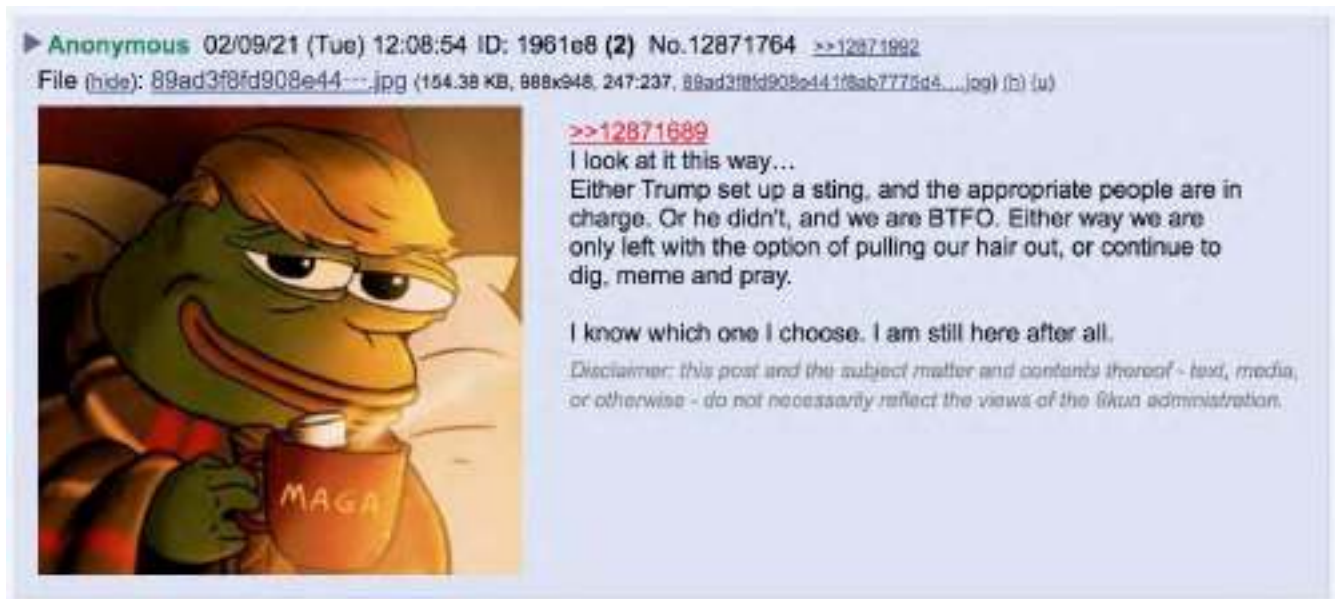 ▶ Anonymous 02/09/21 (Tue) 12:08:54 ID: 1961e8 (2) No.12871764 >>12871992
File (hide): 89ad3f8fd908e44---.jpg (154.38 KB, 988x948, 247:237, 89ad3f8fd908e441f8ab7775d4....jpg) (h) (u)
>>12871689
I look at it this way…
Either Trump set up a sting, and the appropriate people are in
charge. Or he didn't, and we are BTFO. Either way we are
only left with the option of pulling our hair out, or continue to
dig, meme and pray.
I know which one I choose. I am still here after all.
Disclaimer: this post and the subject matter and contents thereof - text, media,
or otherwise - do not necessarily reflect the views of the 8kun administration.
MAGA